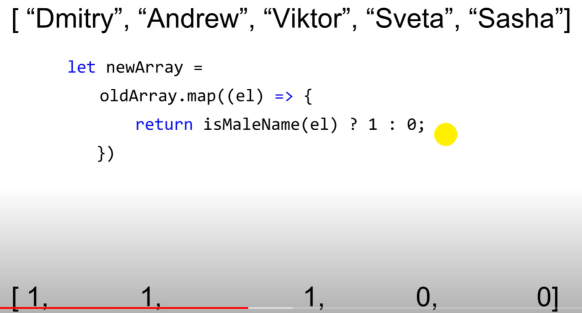 [ “Dmitry”, “Andrew”, “Viktor”, “Sveta”, “Sasha”]
let newArray =
oldArray.map((el) => {
return isMaleName(el) ? 1 : 0;
})
[ 1, 1, 1, 0, 0]